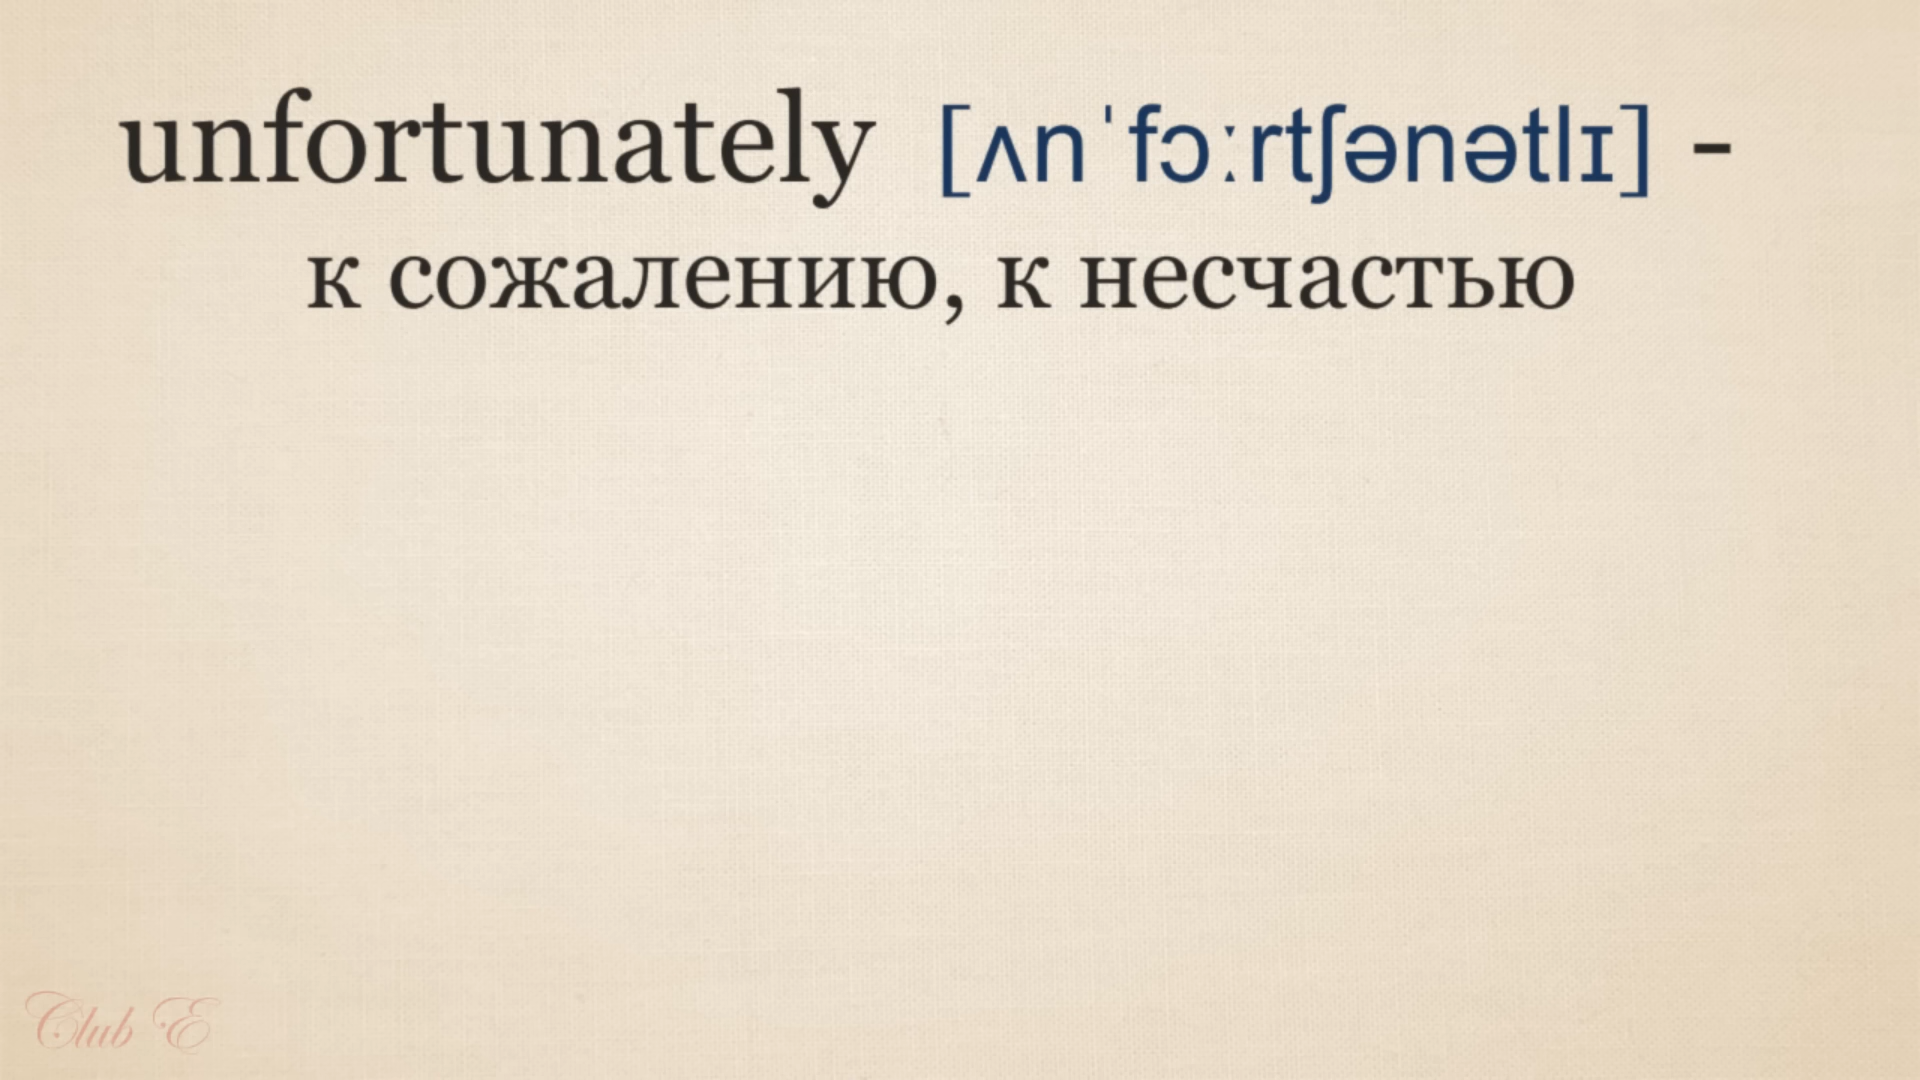 unfortunately [ʌnˈfɔːrtʃənətlɪ] -
к сожалению, к несчастью
Club E